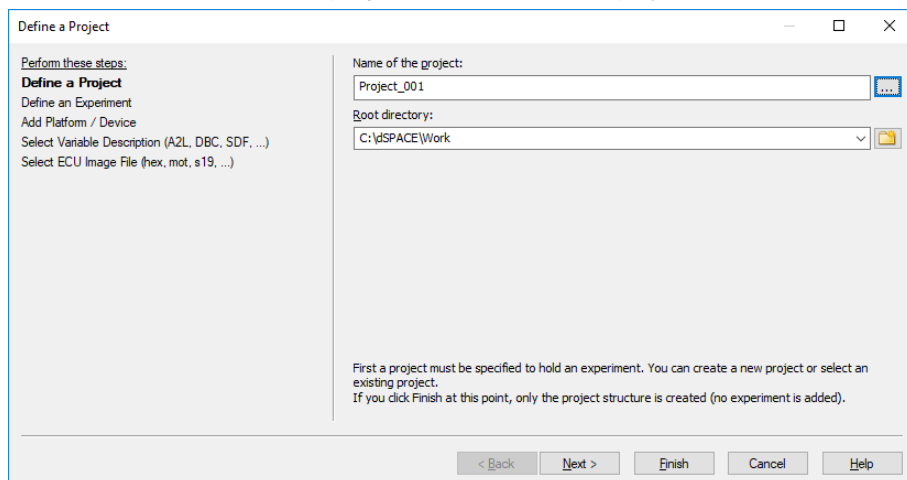 Define a Project
Perform these steps:
Define a Project
Define an Experiment
Add Platform / Device
Select Variable Description (A2L, DBC, SDF, ...)
Select ECU Image File (hex, mot, s19, ...)
Name of the project:
Project_001
...
Root directory:
C:\dSPACE\Work
First a project must be specified to hold an experiment. You can create a new project or select an
existing project.
If you click Finish at this point, only the project structure is created (no experiment is added).
< Back
Next >
Finish
Cancel
Help